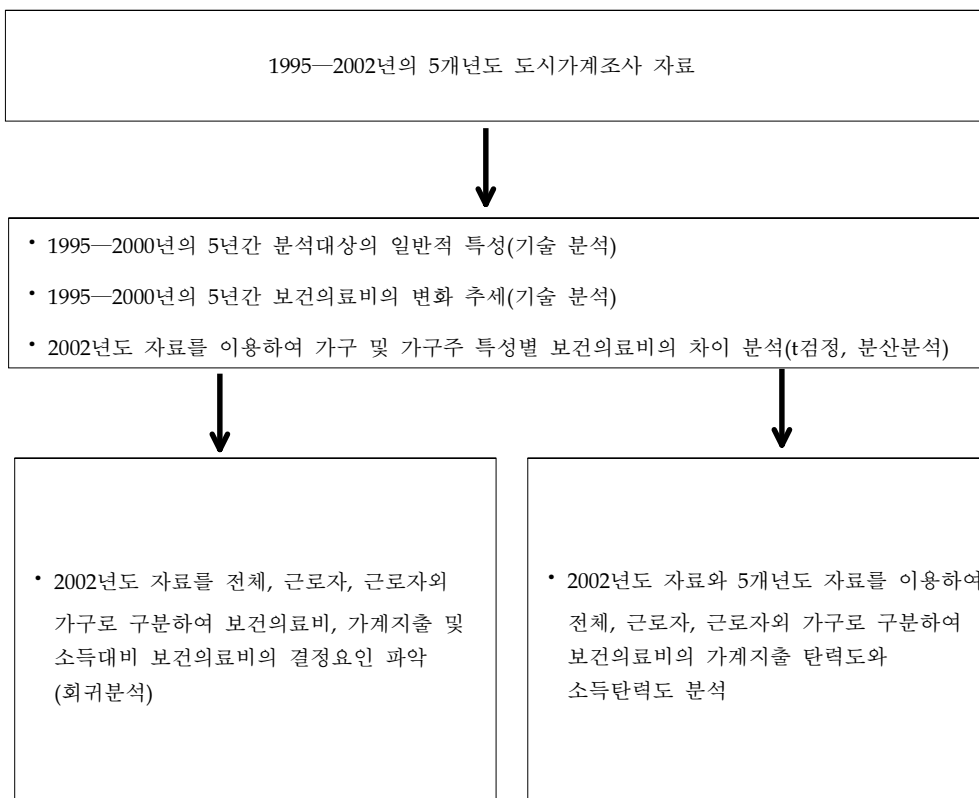 1995―2002년의 5개년도 도시가계조사 자료
• 1995―2000년의 5년간 분석대상의 일반적 특성(기술 분석)
• 1995―2000년의 5년간 보건의료비의 변화 추세(기술 분석)
• 2002년도 자료를 이용하여 가구 및 가구주 특성별 보건의료비의 차이 분석(t검정, 분산분석)
• 2002년도 자료를 전체, 근로자, 근로자외
가구로 구분하여 보건의료비, 가계지출 및
소득대비 보건의료비의 결정요인 파악
(회귀분석)
• 2002년도 자료와 5개년도 자료를 이용하여
전체, 근로자, 근로자외 가구로 구분하여
보건의료비의 가계지출 탄력도와
소득탄력도 분석